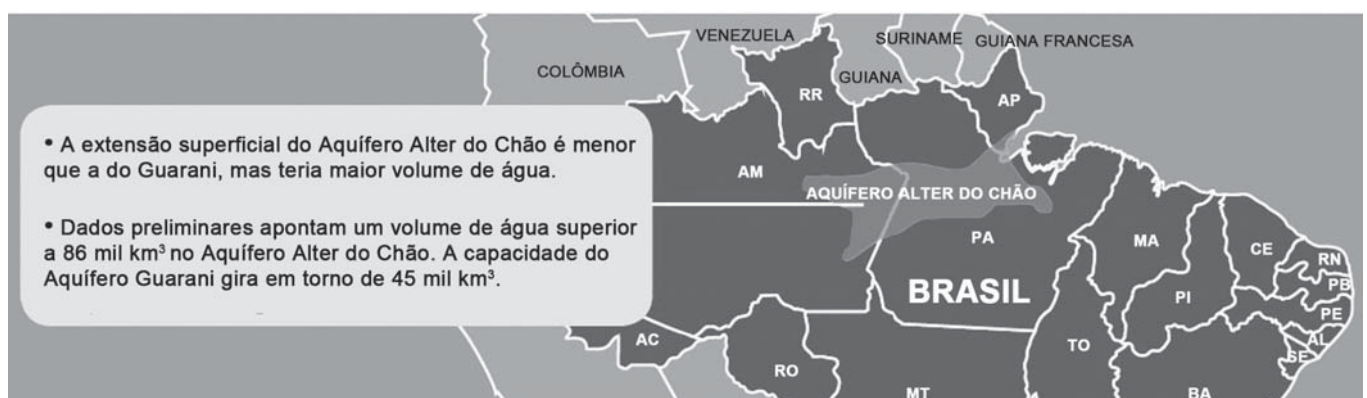 VENEZUELA
SURINAME
GUIANA FRANCESA
COLÔMBIA
GUIANA
RR
AP
• A extensão superficial do Aquífero Alter do Chão é menor
que a do Guarani, mas teria maior volume de água.
• Dados preliminares apontam um volume de água superior
a 86 mil km³ no Aquífero Alter do Chão. A capacidade do
Aquífero Guarani gira em torno de 45 mil km³.
AM
AQUÍFERO ALTER DO CHÃO
PA
MA
CE
RN
PB
PI
PE
BRASIL
AL
SE
AC
TO
RO
MT
BA